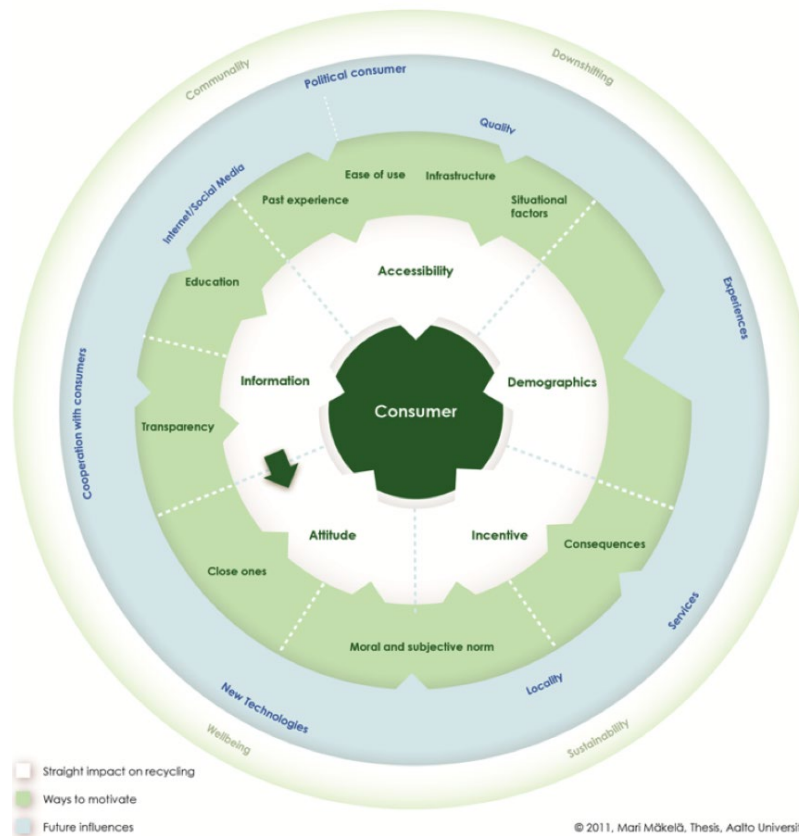 Communality
Downshifting
Political consumer
Quality
Internet/Social Media
Ease of use
Infrastructure
Past experience
Situational
factors
Accessibility
Education
Experiences
Information
Demographics
Consumer
Cooperation with consumers
Transparency
Attitude
Incentive
Consequences
Close ones
Services
Moral and subjective norm
Locality
New Technologies
Wellbeing
Sustainability
Straight impact on recycling
Ways to motivate
Future influences
© 2011, Mari Mäkelä, Thesis, Aalto Universit